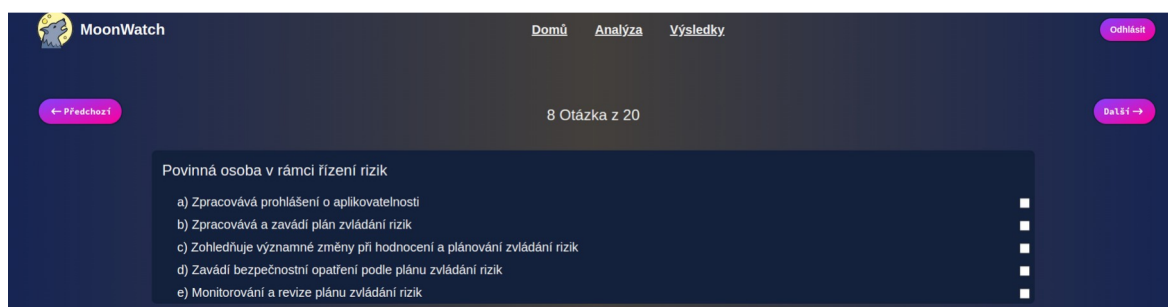 MoonWatch
Domů Analýza Výsledky
Odhlásit
← Předchozí
8 Otázka z 20
Další →
Povinná osoba v rámci řízení rizik
a) Zpracovává prohlášení o aplikovatelnosti
b) Zpracovává a zavádí plán zvládání rizik
c) Zohledňuje významné změny při hodnocení a plánování zvládání rizik
d) Zavádí bezpečnostní opatření podle plánu zvládání rizik
e) Monitorování a revize plánu zvládání rizik